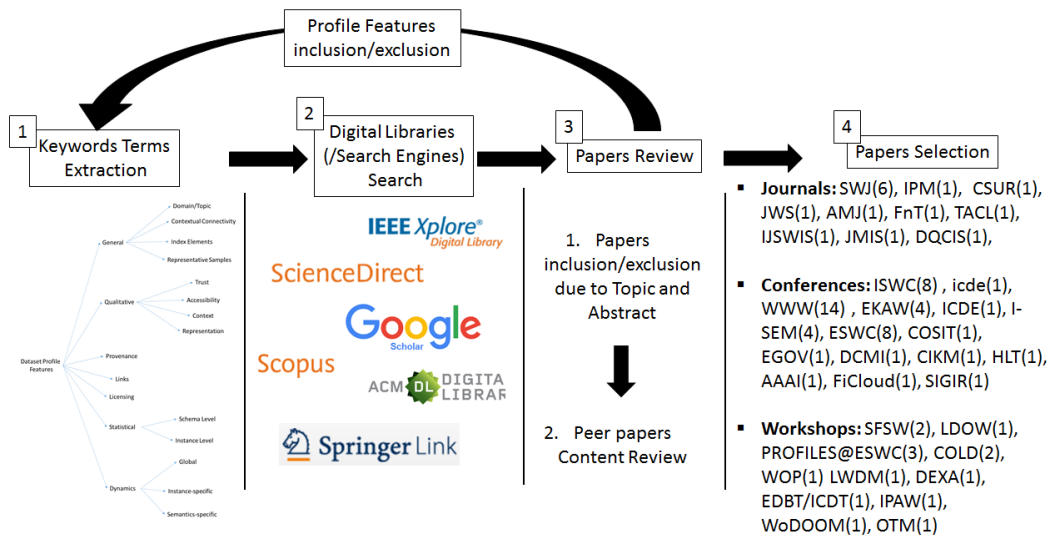 Profile Features
inclusion/exclusion
1
Keywords Terms
Extraction
2
Digital Libraries
(/Search Engines)
Search
3
Papers Review
4
Papers Selection
Domain/Topic
Contextual Connectivity
General
Index Elements
Representative Samples
Trust
Qualitative
Accessibility
Context
Representation
Provenance
Dataset Profile
Features
Links
Licensing
Schema Level
Statistical
Instance Level
Global
Dynamics
Instance-specific
Semantics-specific
IEEE Xplore®
Digital Library
ScienceDirect
Google
Scholar
Scopus
ACM DL DIGITAL
LIBRAR
Springer Link
1. Papers
inclusion/exclusion
due to Topic and
Abstract
2. Peer papers
Content Review
▪ Journals: SWJ(6), IPM(1), CSUR(1),
JWS(1), AMJ(1), FnT(1), TACL(1),
IJSWIS(1), JMIS(1), DQCIS(1),
▪ Conferences: ISWC(8) , icde(1),
WWW(14) , EKAW(4), ICDE(1), I-
SEM(4), ESWC(8), COSIT(1),
EGOV(1), DCMI(1), CIKM(1), HLT(1),
AAAI(1), FiCloud(1), SIGIR(1)
▪ Workshops: SFSW(2), LDOW(1),
PROFILES@ESWC(3), COLD(2),
WOP(1) LWDM(1), DEXA(1),
EDBT/ICDT(1), IPAW(1),
WoDOOM(1), OTM(1)